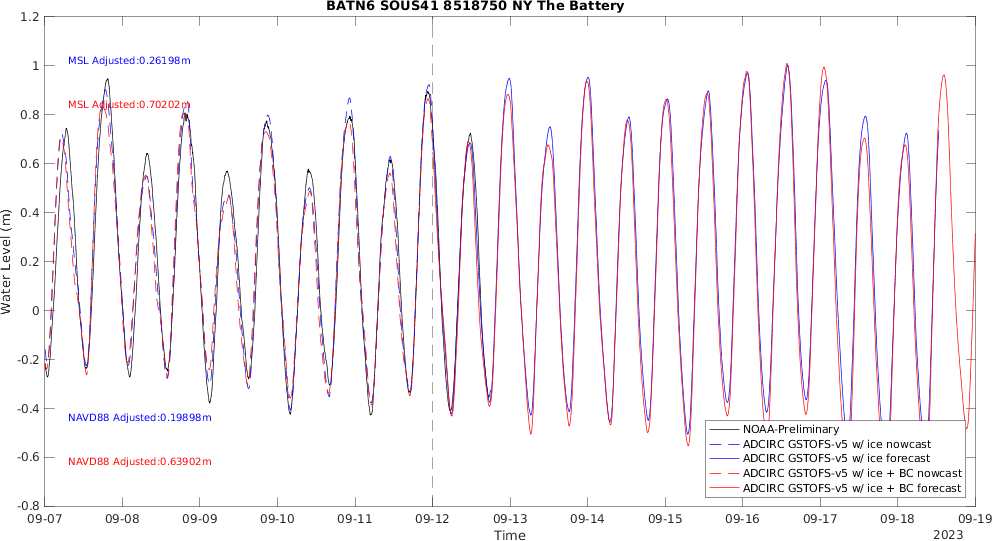 BATN6 SOUS41 8518750 NY The Battery
1.2
1
0.8
0.6
0.4
0.2
0
-0.2
-0.4
-0.6
-0.8
Water Level (m)
MSL Adjusted:0.26198m
MSL Adjusted:0.70202m
NAVD88 Adjusted:0.19898m
NAVD88 Adjusted:0.63902m
NOAA-Preliminary
ADCIRC GSTOFS-v5 w/ ice nowcast
ADCIRC GSTOFS-v5 w/ ice forecast
ADCIRC GSTOFS-v5 w/ ice + BC nowcast
ADCIRC GSTOFS-v5 w/ ice + BC forecast
09-07 09-08 09-09 09-10 09-11 09-12 09-13 09-14 09-15 09-16 09-17 09-18 09-19
Time
2023